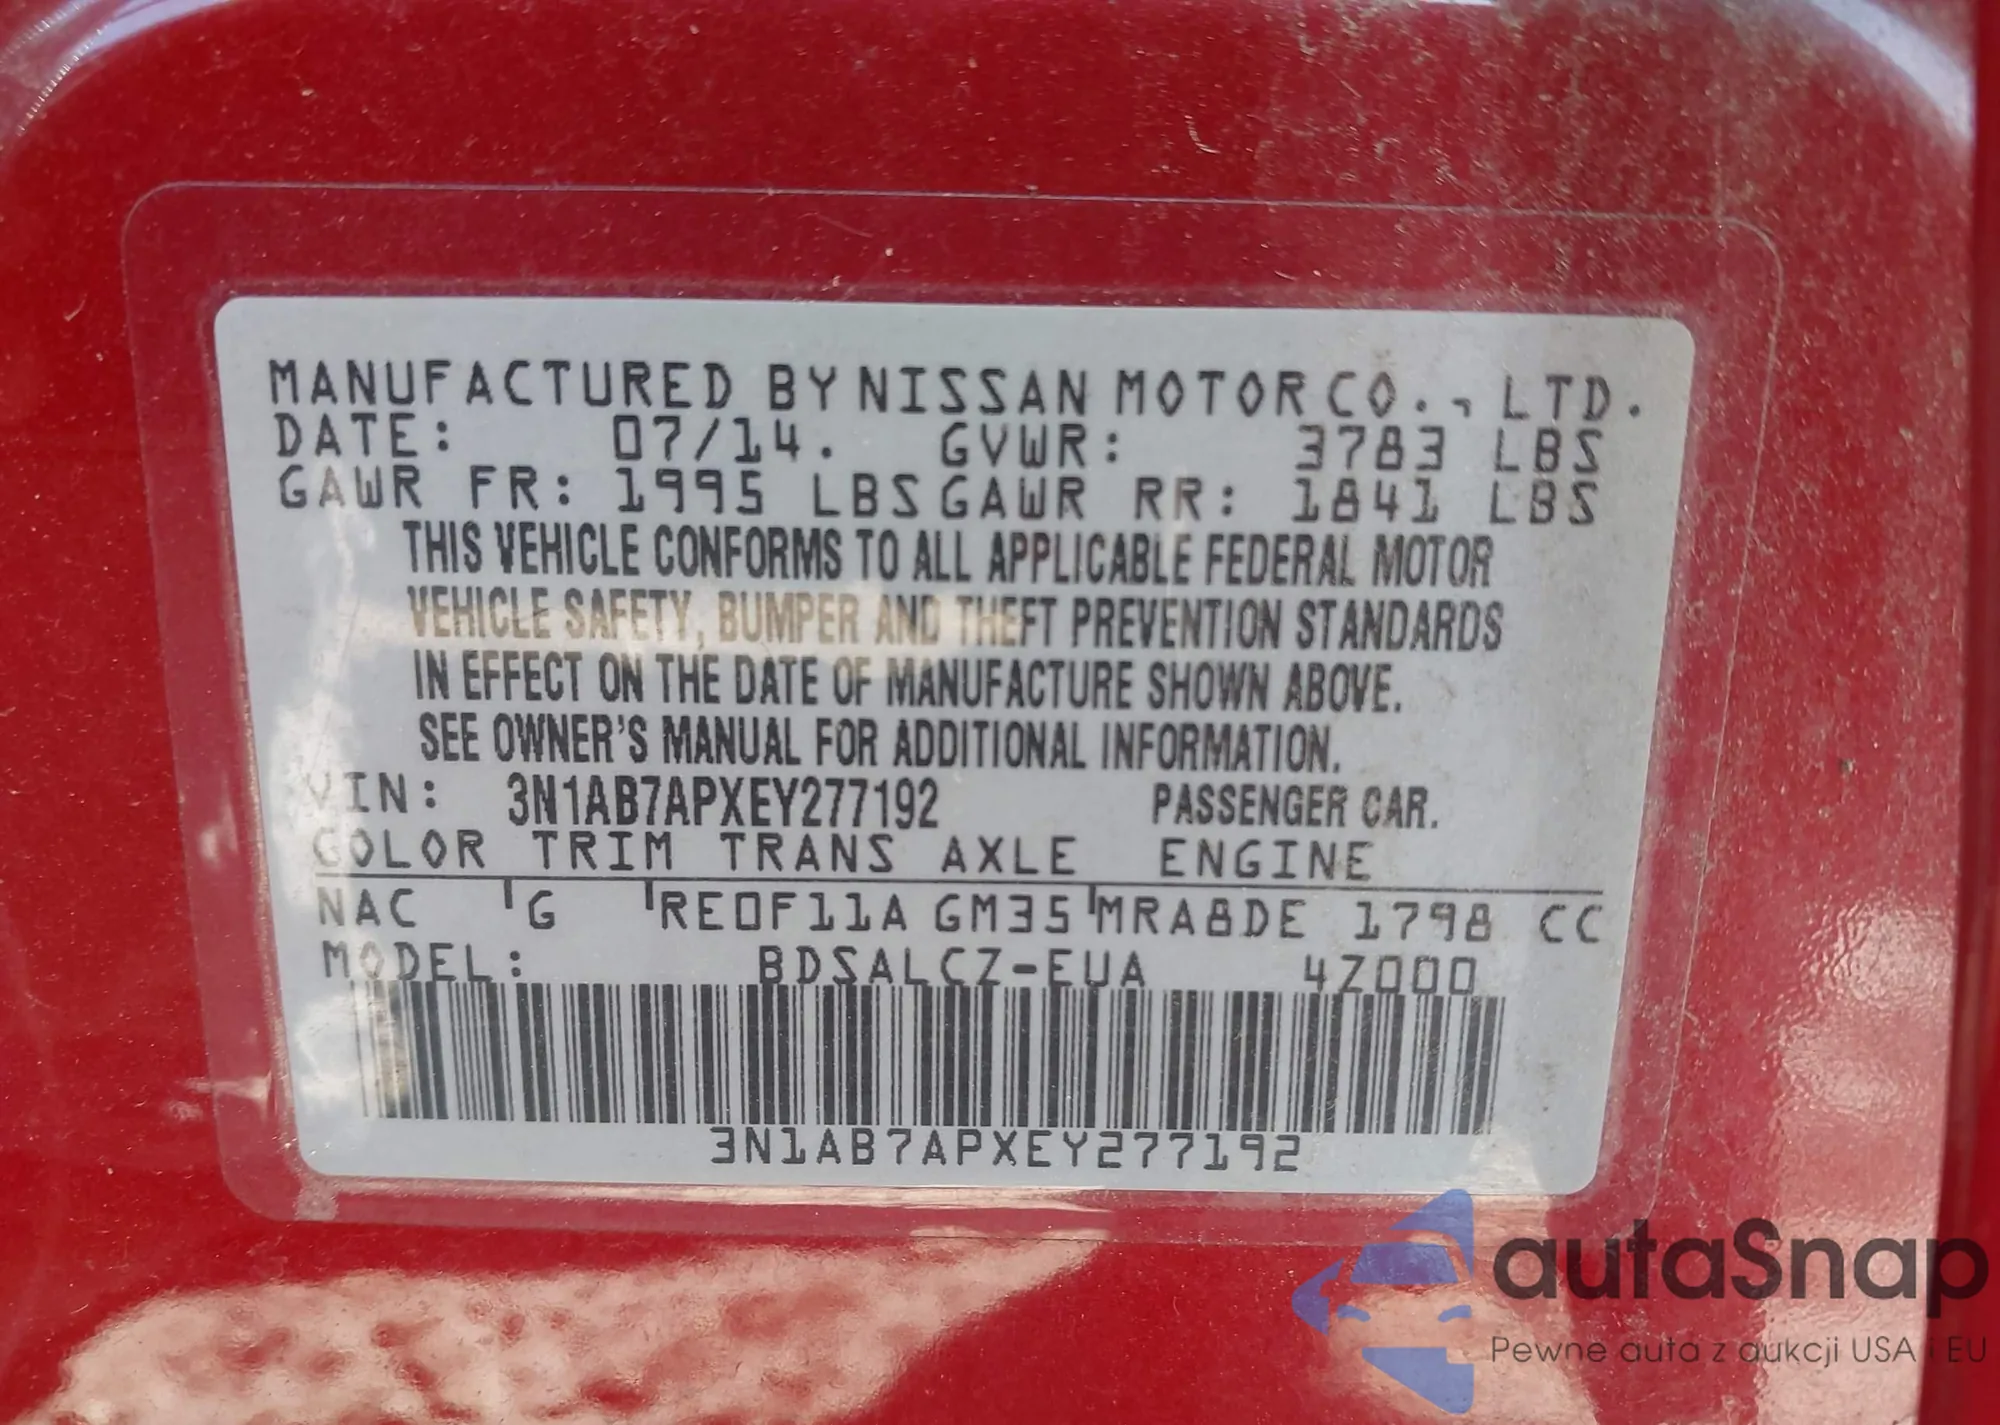 MANUFACTURED BY NISSAN MOTOR CO., LTD.
DATE: 07/14. GVWR: 3783 LBS
GAWR FR: 1995 LBS GAWR RR: 1841 LBS
THIS VEHICLE CONFORMS TO ALL APPLICABLE FEDERAL MOTOR
VEHICLE SAFETY, BUMPER AND THEFT PREVENTION STANDARDS
IN EFFECT ON THE DATE OF MANUFACTURE SHOWN ABOVE.
SEE OWNER'S MANUAL FOR ADDITIONAL INFORMATION.
VIN: 3N1AB7APXEY277192 PASSENGER CAR.
COLOR TRIM TRANS AXLE ENGINE
NAC G RE0F11A GM35 MRA8DE 1798 CC
MODEL: BDSALCZ-EUA 4Z000
3N1AB7APXEY277192
autaSnap
Pewne auta z aukcji USA i EU